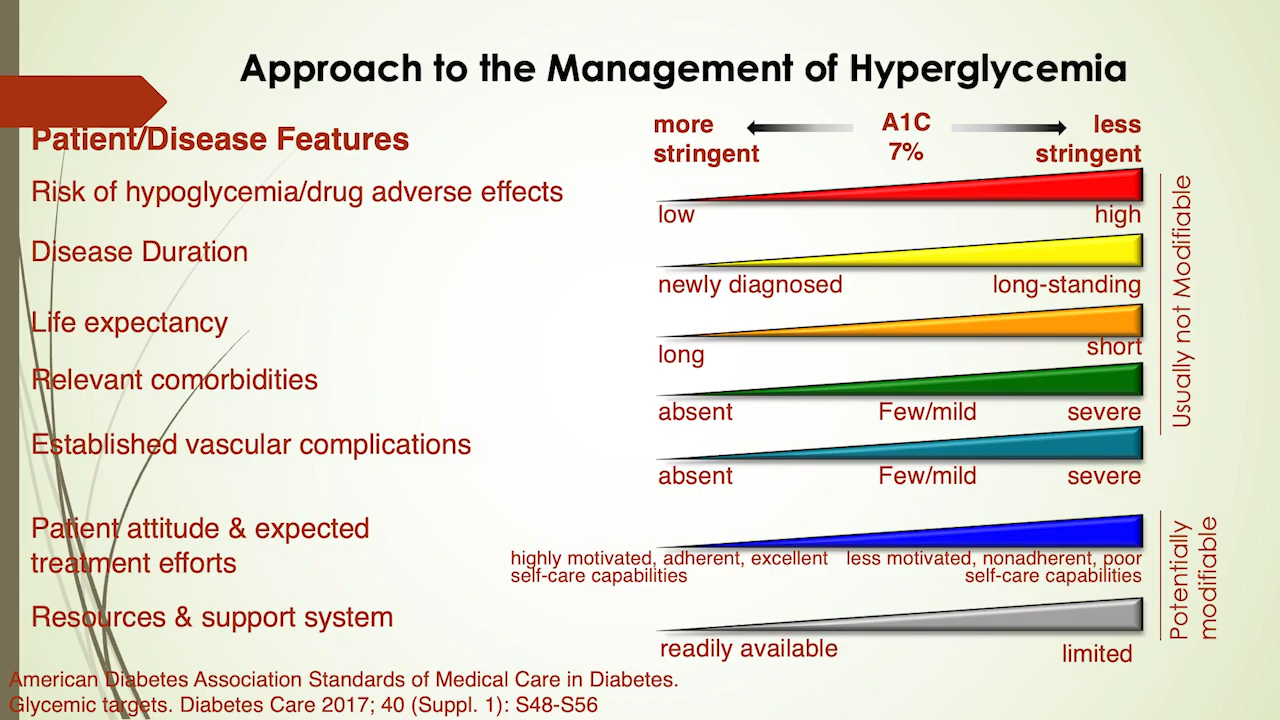 Approach to the Management of Hyperglycemia
Patient/Disease Features
more stringent
A1C 7%
less stringent
Risk of hypoglycemia/drug adverse effects
low
high
Disease Duration
newly diagnosed
long-standing
Life expectancy
long
short
Relevant comorbidities
absent
Few/mild
severe
Established vascular complications
absent
Few/mild
severe
Usually not Modifiable
Patient attitude & expected
treatment efforts
highly motivated, adherent, excellent
self-care capabilities
less motivated, nonadherent, poor
self-care capabilities
Resources & support system
readily available
limited
Potentially
modifiable
American Diabetes Association Standards of Medical Care in Diabetes.
Glycemic targets. Diabetes Care 2017; 40 (Suppl. 1): S48-S56